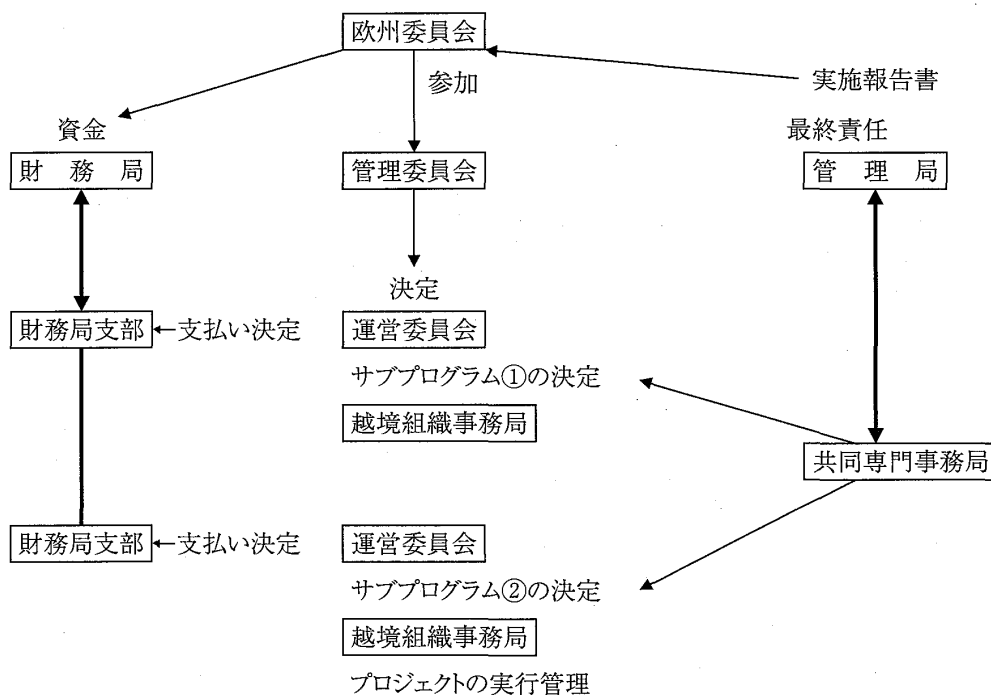 欧州委員会
参加
実施報告書
資金
最終責任
財　務　局
管理委員会
管　理　局
決定
財務局支部
支払い決定
運営委員会
サブプログラム①の決定
越境組織事務局
共同専門事務局
財務局支部
支払い決定
運営委員会
サブプログラム②の決定
越境組織事務局
プロジェクトの実行管理